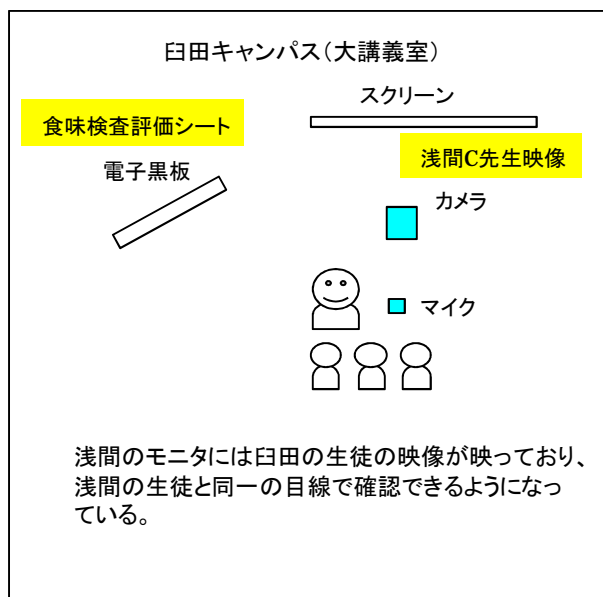 臼田キャンパス(大講義室)
スクリーン
食味検査評価シート
浅間C先生映像
電子黒板
カメラ
マイク
浅間のモニタには臼田の生徒の映像が映っており、
浅間の生徒と同一の目線で確認できるようになっ
ている。